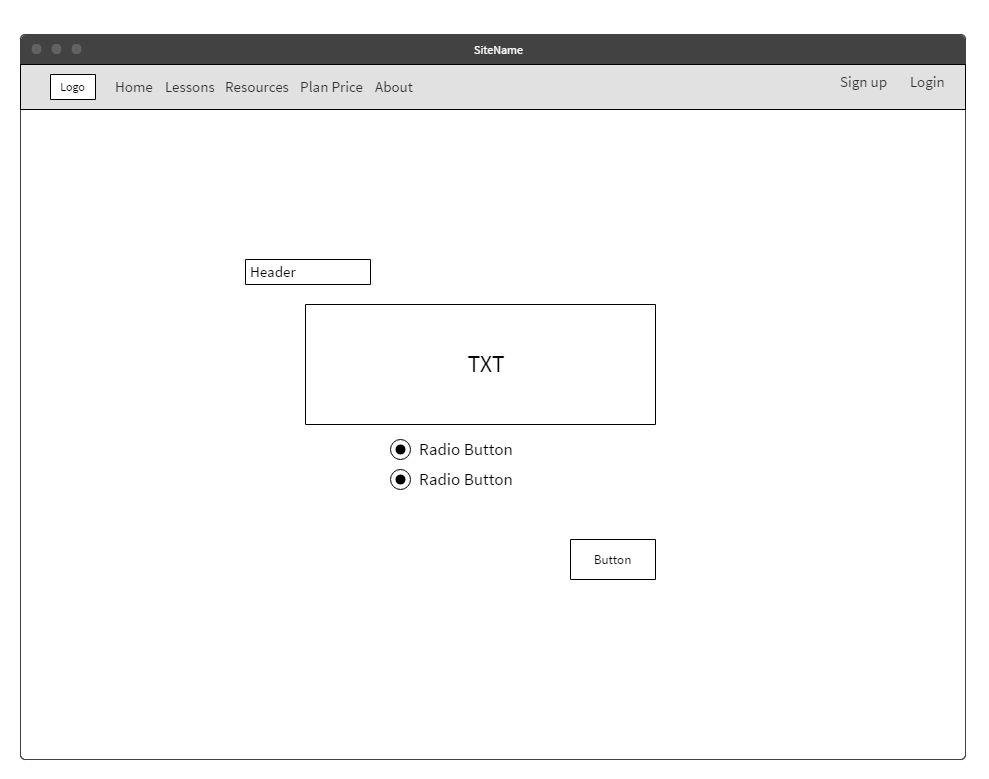 SiteName
Logo Home Lessons Resources Plan Price About Sign up Login
Header
TXT
Radio Button
Radio Button
Button